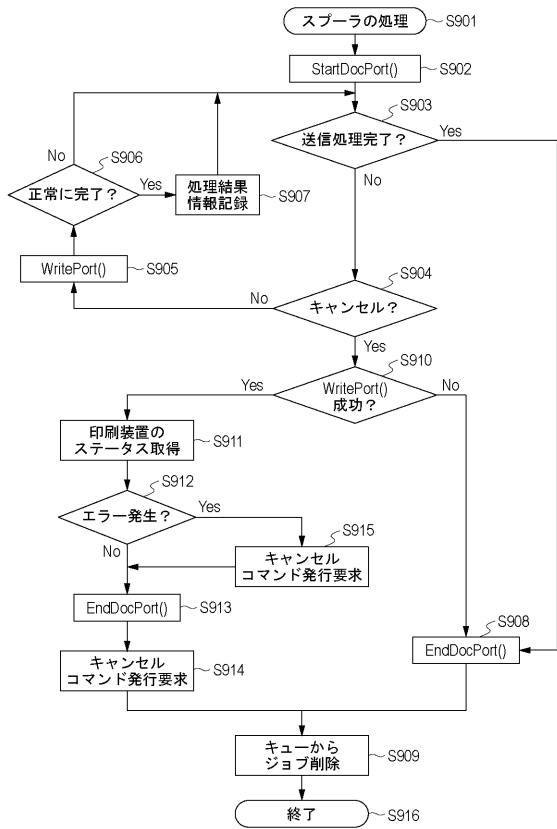 スプーラの処理
S901
StartDocPort()
S902
S903
送信処理完了？
Yes
No
No
S906
正常に完了？
Yes
処理結果
情報記録
S907
WritePort()
S905
S904
キャンセル？
No
Yes
S910
WritePort()
成功？
Yes
No
印刷装置の
ステータス取得
S911
S912
エラー発生？
Yes
No
S915
キャンセル
コマンド発行要求
EndDocPort()
S913
S908
EndDocPort()
キャンセル
コマンド発行要求
S914
キューから
ジョブ削除
S909
終了
S916